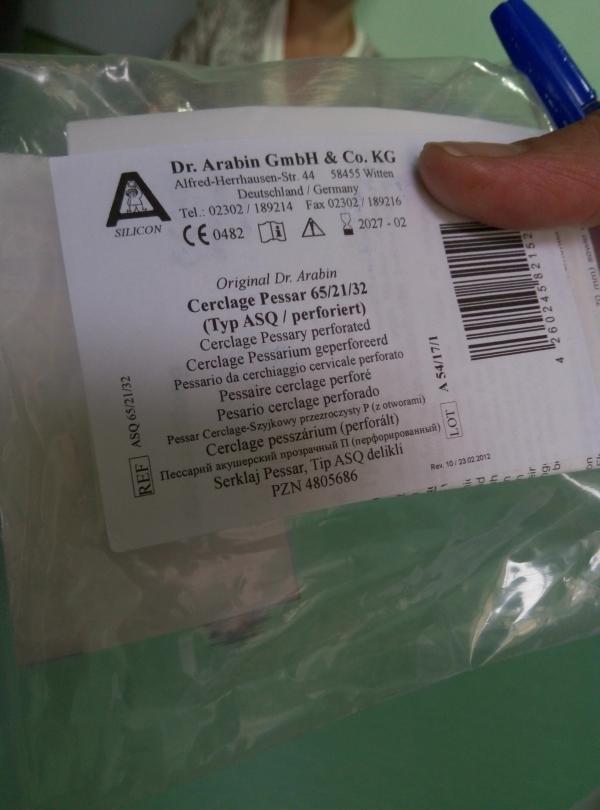 Dr. Arabin GmbH & Co. KG
Alfred-Herrhausen-Str. 44 58455 Witten
Deutschland / Germany
Tel.: 02302 / 189214 Fax 02302 / 189216
A
SILICON
CE 0482 i 2027 - 02
Original Dr. Arabin
Cerclage Pessar 65/21/32
(Typ ASQ / perforiert)
Cerclage Pessary perforated
Cerclage Pessarium geperforeerd
Pessario da cerchiaggio cervicale perforato
Pessaire cerclage perforé
Pesario cerclage perforado
Pessar Cerclage-Szyjkowy przezroczysty P (z otworami)
Cerclage pesszárium (perforált)
Пессарий акушерский прозрачный П (перфорированный)
Serklaj Pessar, Tip ASQ delikli
PZN 4805686
REF ASQ 65/21/32
LOT A 54/17/1
4 260245 82152
Rev. 10 / 23.02.2012